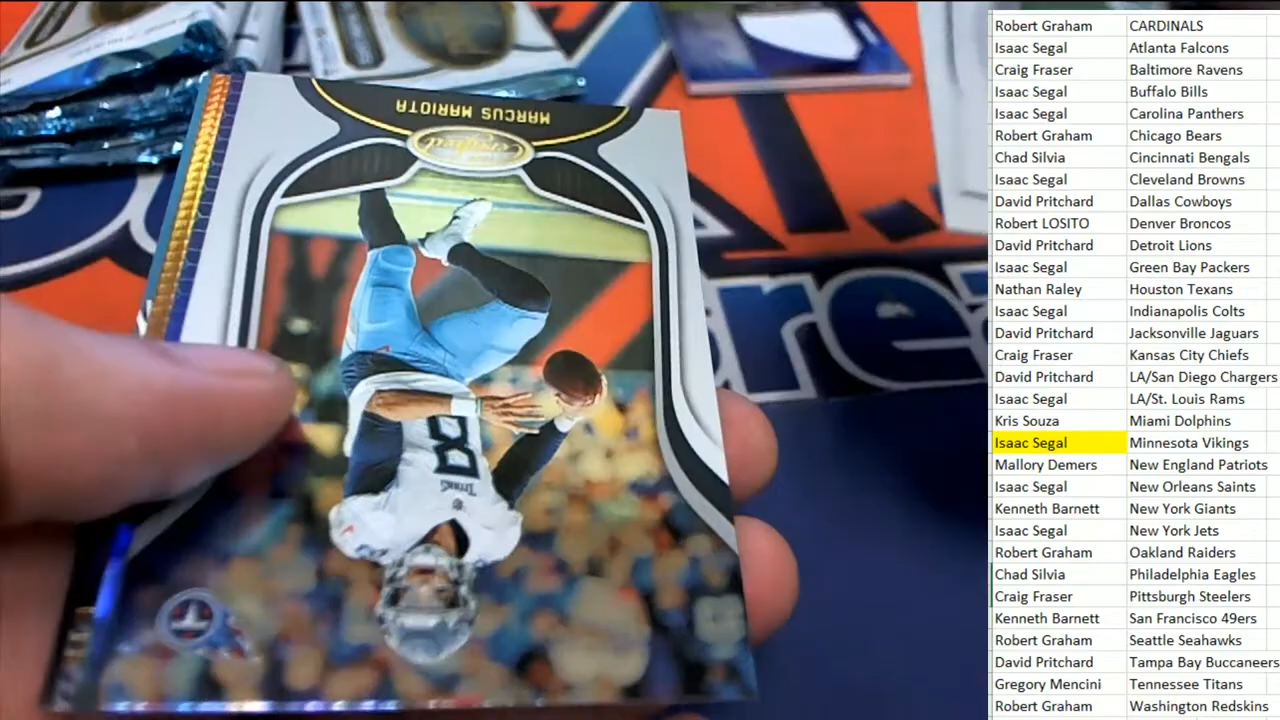 MARCUS MARIOTA
Certified
TITANS
8
Robert Graham CARDINALS
Isaac Segal Atlanta Falcons
Craig Fraser Baltimore Ravens
Isaac Segal Buffalo Bills
Isaac Segal Carolina Panthers
Robert Graham Chicago Bears
Chad Silvia Cincinnati Bengals
Isaac Segal Cleveland Browns
David Pritchard Dallas Cowboys
Robert LOSITO Denver Broncos
David Pritchard Detroit Lions
Isaac Segal Green Bay Packers
Nathan Raley Houston Texans
Isaac Segal Indianapolis Colts
David Pritchard Jacksonville Jaguars
Craig Fraser Kansas City Chiefs
David Pritchard LA/San Diego Chargers
Isaac Segal LA/St. Louis Rams
Kris Souza Miami Dolphins
Isaac Segal Minnesota Vikings
Mallory Demers New England Patriots
Isaac Segal New Orleans Saints
Kenneth Barnett New York Giants
Isaac Segal New York Jets
Robert Graham Oakland Raiders
Chad Silvia Philadelphia Eagles
Craig Fraser Pittsburgh Steelers
Kenneth Barnett San Francisco 49ers
Robert Graham Seattle Seahawks
David Pritchard Tampa Bay Buccaneers
Gregory Mencini Tennessee Titans
Robert Graham Washington Redskins